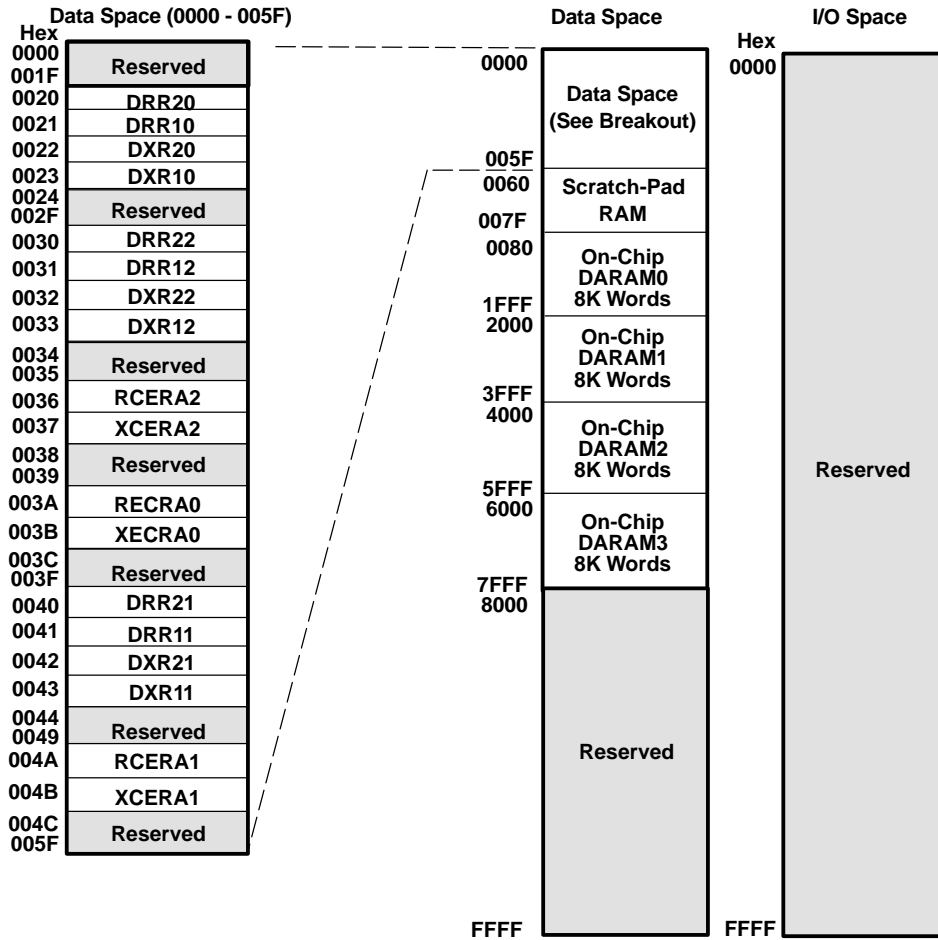 Data Space (0000 - 005F)
Hex
0000
001F
Reserved
0020
DRR20
0021
DRR10
0022
DXR20
0023
DXR10
0024
002F
Reserved
0030
DRR22
0031
DRR12
0032
DXR22
0033
DXR12
0034
0035
Reserved
0036
RCERA2
0037
XCERA2
0038
0039
Reserved
003A
RECRA0
003B
XECRA0
003C
003F
Reserved
0040
DRR21
0041
DRR11
0042
DXR21
0043
DXR11
0044
0049
Reserved
004A
RCERA1
004B
XCERA1
004C
005F
Reserved
Data Space
0000
Data Space
(See Breakout)
005F
0060
Scratch-Pad
RAM
007F
0080
On-Chip
DARAM0
8K Words
1FFF
2000
On-Chip
DARAM1
8K Words
3FFF
4000
On-Chip
DARAM2
8K Words
5FFF
6000
On-Chip
DARAM3
8K Words
7FFF
8000
Reserved
FFFF
I/O Space
Hex
0000
Reserved
FFFF